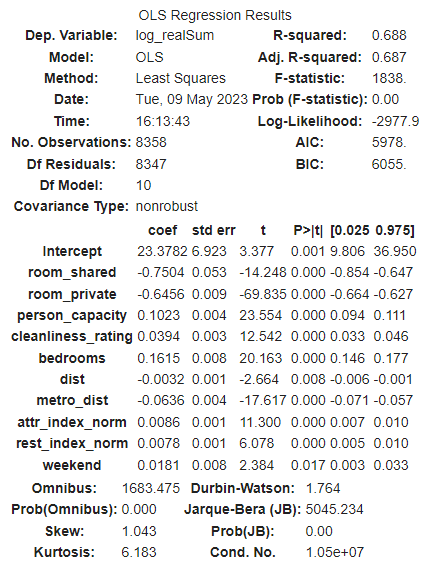 OLS Regression Results
Dep. Variable: log_realSum R-squared: 0.688
Model: OLS Adj. R-squared: 0.687
Method: Least Squares F-statistic: 1838.
Date: Tue, 09 May 2023 Prob (F-statistic): 0.00
Time: 16:13:43 Log-Likelihood: -2977.9
No. Observations: 8358 AIC: 5978.
Df Residuals: 8347 BIC: 6055.
Df Model: 10
Covariance Type: nonrobust
coef std err t P>|t| [0.025 0.975]
Intercept 23.3782 6.923 3.377 0.001 9.806 36.950
room_shared -0.7504 0.053 -14.248 0.000 -0.854 -0.647
room_private -0.6456 0.009 -69.835 0.000 -0.664 -0.627
person_capacity 0.1023 0.004 23.554 0.000 0.094 0.111
cleanliness_rating 0.0394 0.003 12.542 0.000 0.033 0.046
bedrooms 0.1615 0.008 20.163 0.000 0.146 0.177
dist -0.0032 0.001 -2.664 0.008 -0.006 -0.001
metro_dist -0.0636 0.004 -17.617 0.000 -0.071 -0.057
attr_index_norm 0.0086 0.001 11.300 0.000 0.007 0.010
rest_index_norm 0.0078 0.001 6.078 0.000 0.005 0.010
weekend 0.0181 0.008 2.384 0.017 0.003 0.033
Omnibus: 1683.475 Durbin-Watson: 1.764
Prob(Omnibus): 0.000 Jarque-Bera (JB): 5045.234
Skew: 1.043 Prob(JB): 0.00
Kurtosis: 6.183 Cond. No. 1.05e+07